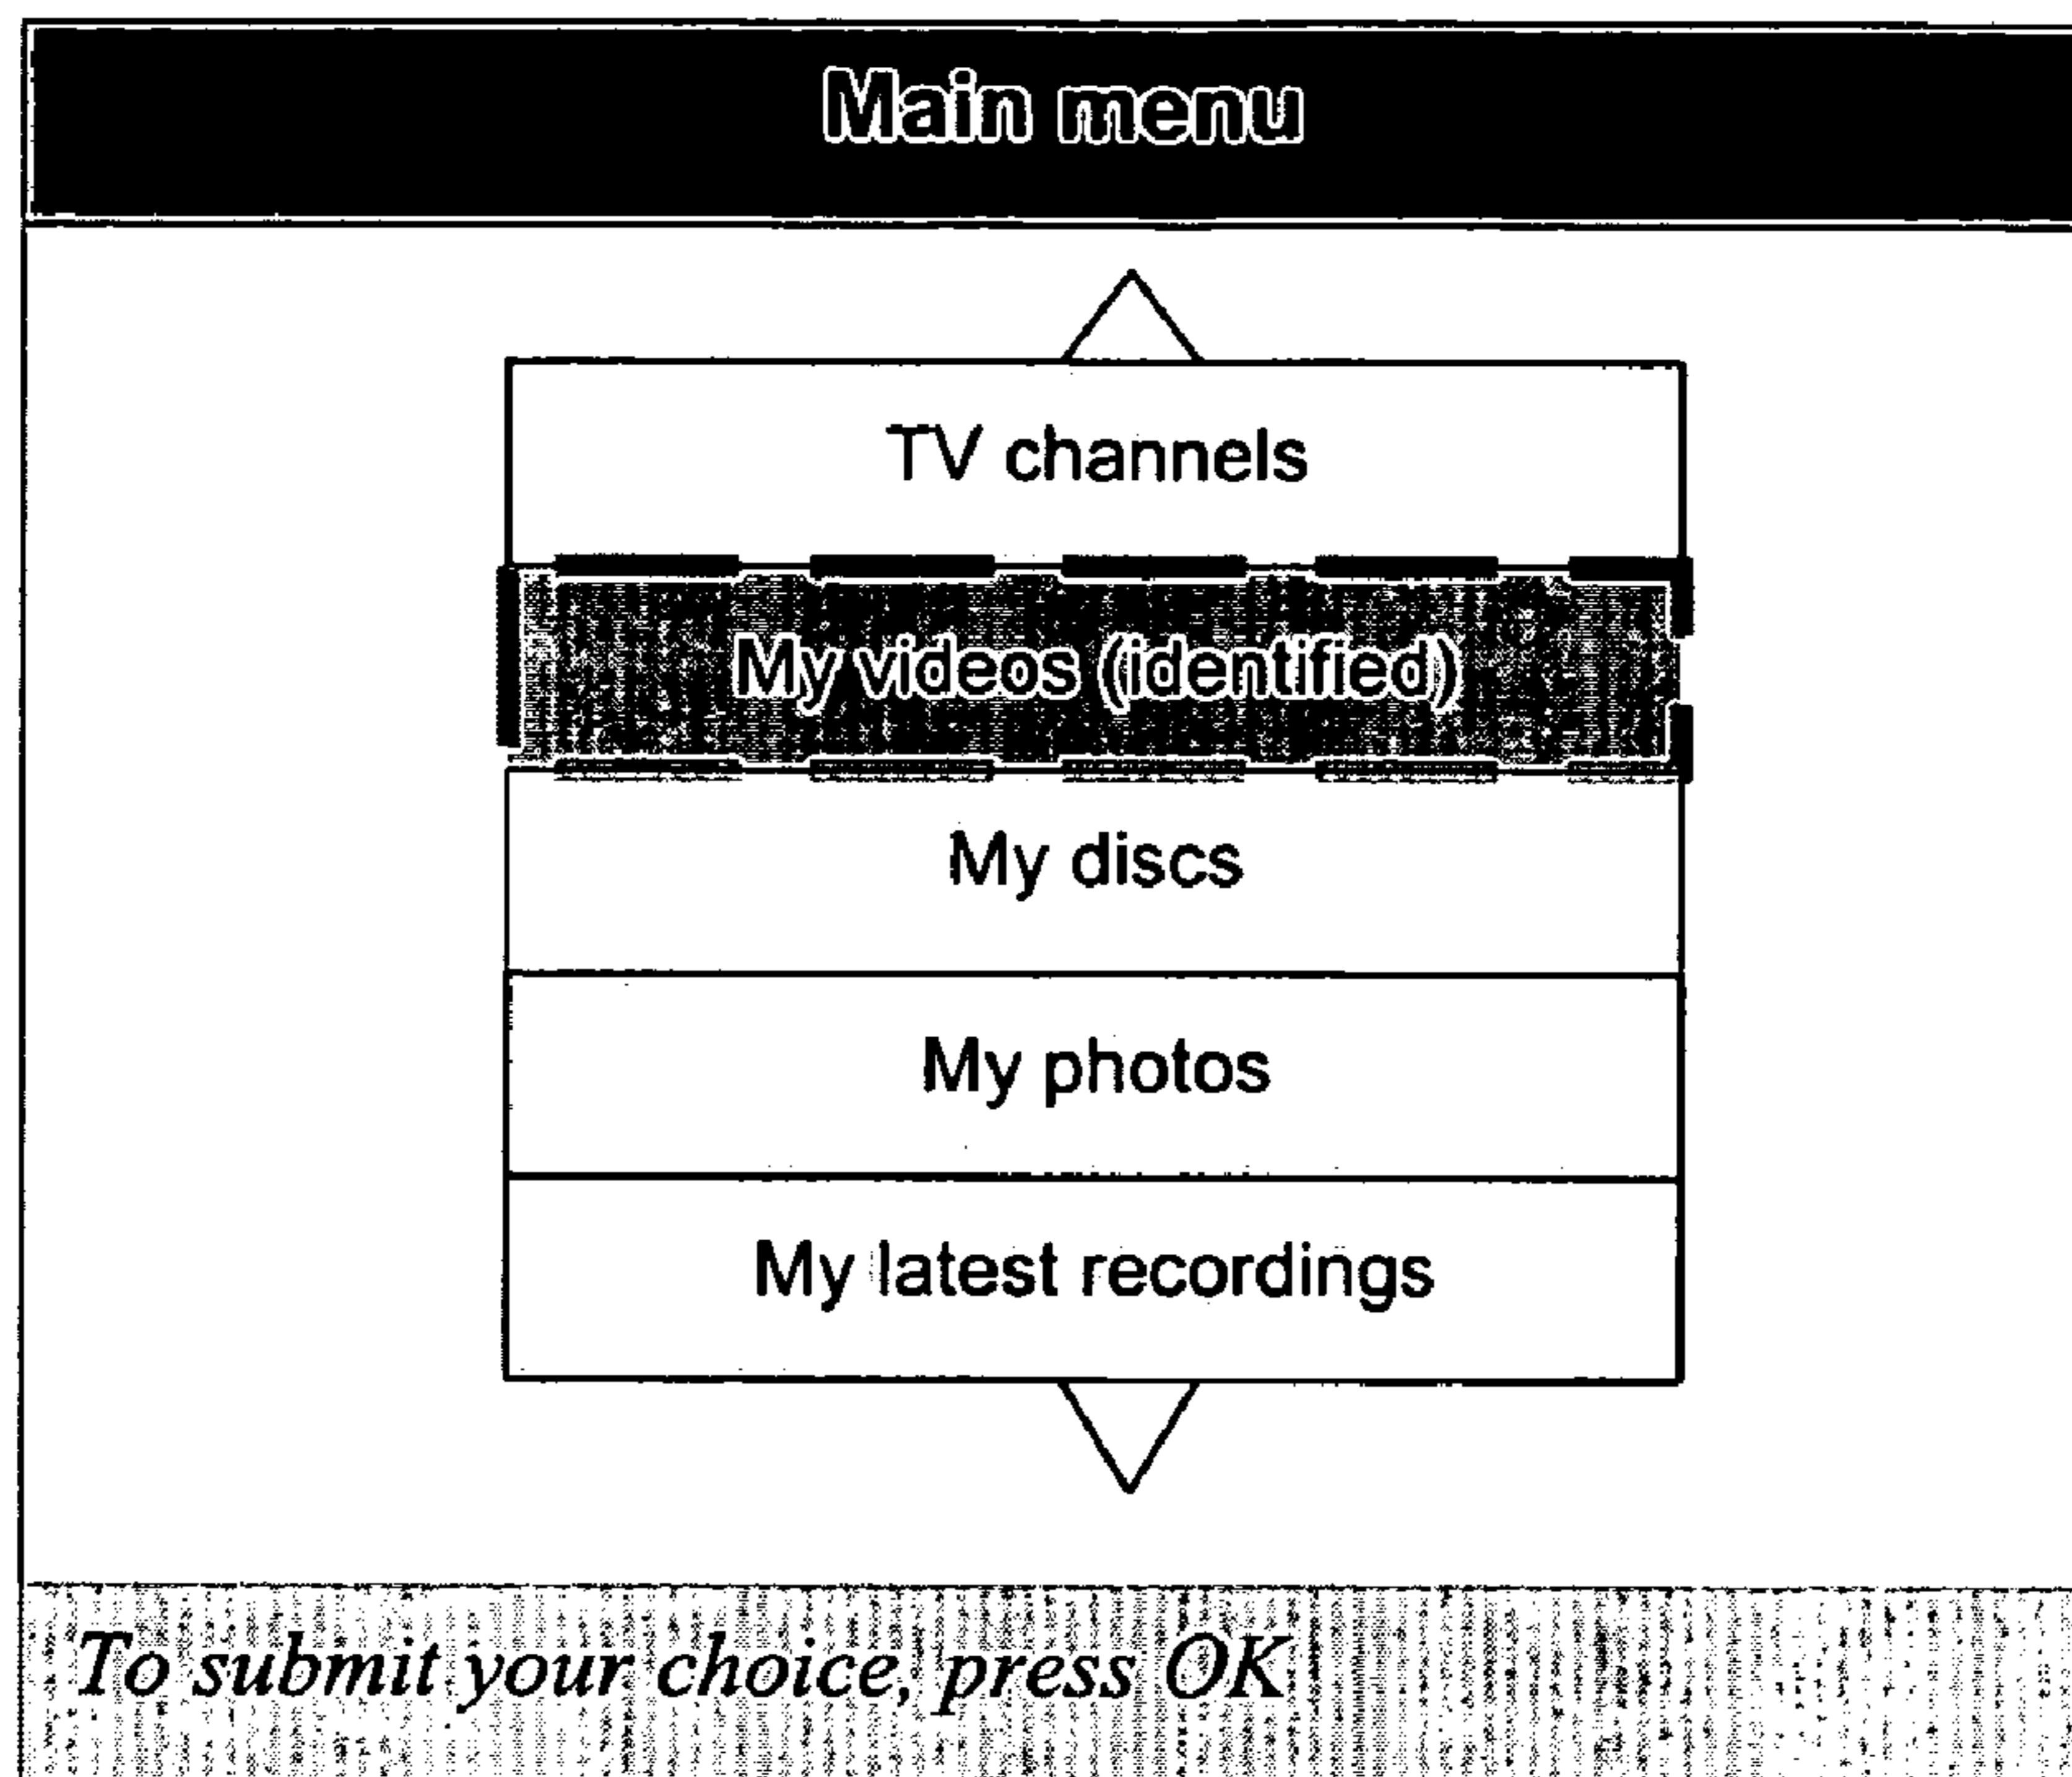 Main menu
TV channels
My videos (identified)
My discs
My photos
My latest recordings
To submit your choice, press OK